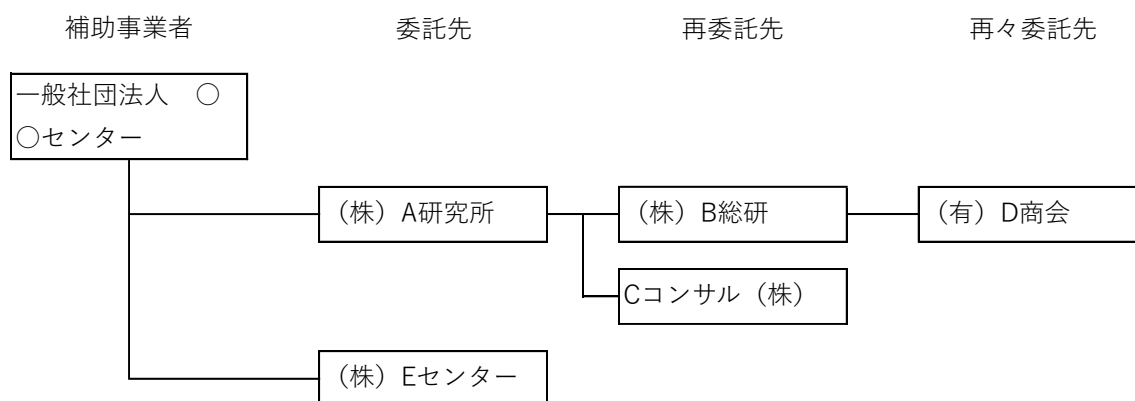 補助事業者 委託先 再委託先 再々委託先
一般社団法人　○
○センター
（株）A研究所 （株）B総研 （有）D商会
Cコンサル（株）
（株）Eセンター